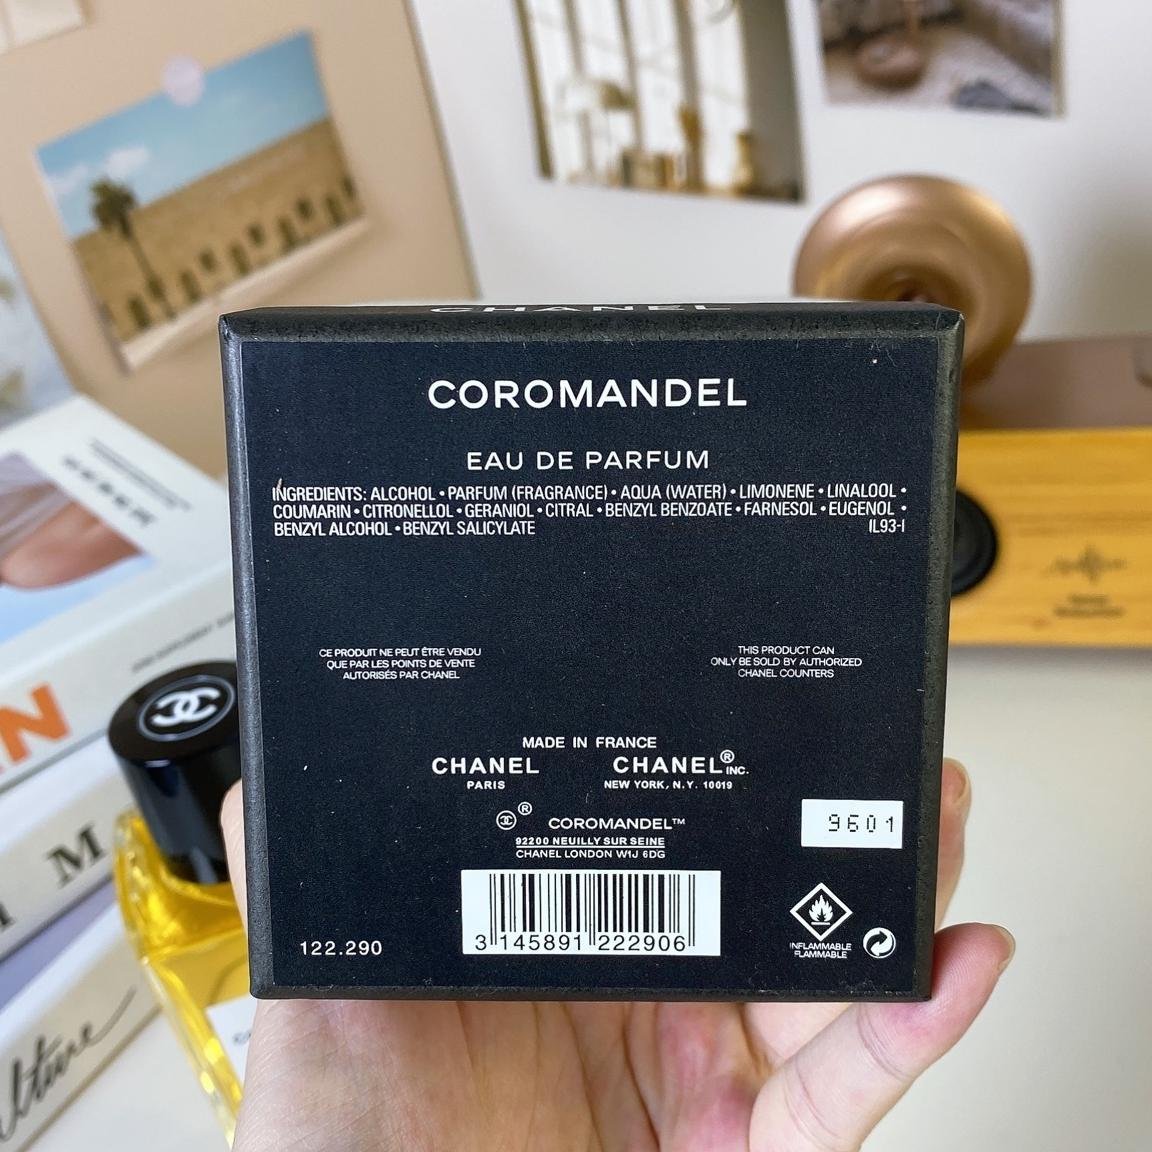 CHANEL
COROMANDEL
EAU DE PARFUM
INGREDIENTS: ALCOHOL • PARFUM (FRAGRANCE) • AQUA (WATER) • LIMONENE • LINALOOL •
COUMARIN • CITRONELLOL • GERANIOL • CITRAL • BENZYL BENZOATE • FARNESOL • EUGENOL •
BENZYL ALCOHOL • BENZYL SALICYLATE IL93-I
CE PRODUIT NE PEUT ÊTRE VENDU
QUE PAR LES POINTS DE VENTE
AUTORISÉS PAR CHANEL
THIS PRODUCT CAN
ONLY BE SOLD BY AUTHORIZED
CHANEL COUNTERS
MADE IN FRANCE
CHANEL
PARIS
CHANEL® INC.
NEW YORK, N.Y. 10019
® COROMANDEL™
92200 NEUILLY SUR SEINE
CHANEL LONDON W1J 6DG
9601
122.290
3 145891 222906
INFLAMMABLE
FLAMMABLE
N
M